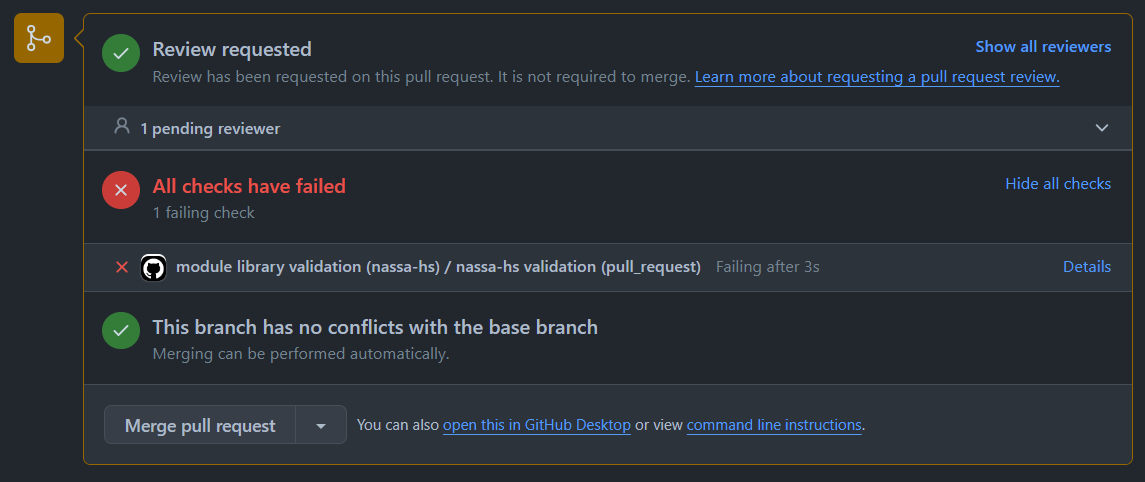 Review requested
Show all reviewers
Review has been requested on this pull request. It is not required to merge. Learn more about requesting a pull request review.
1 pending reviewer
All checks have failed
Hide all checks
1 failing check
module library validation (nassa-hs) / nassa-hs validation (pull_request) Failing after 3s
Details
This branch has no conflicts with the base branch
Merging can be performed automatically.
Merge pull request
You can also open this in GitHub Desktop or view command line instructions.